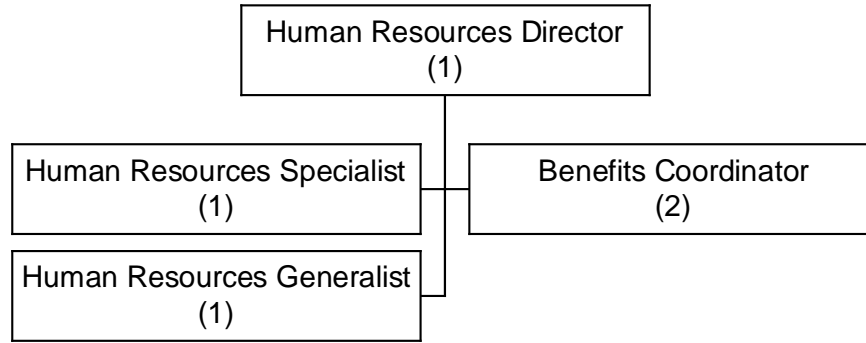 Human Resources Director
(1)
Human Resources Specialist
(1)
Benefits Coordinator
(2)
Human Resources Generalist
(1)